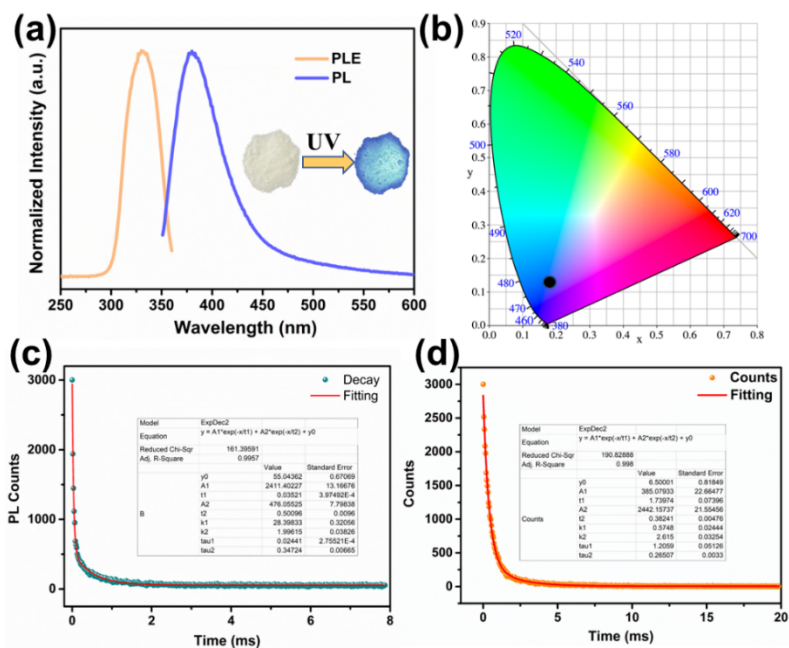 (a)
Normalized Intensity (a.u.)
PLE
PL
UV
250 300 350 400 450 500 550 600
Wavelength (nm)
(b)
0.9
0.8
0.7
0.6
0.5
y
0.4
0.3
0.2
0.1
0.0
520
540
560
500
580
600
490
620
700
480
470
460
380
0.0 0.1 0.2 0.3 0.4 0.5 0.6 0.7 0.8
x
(c)
PL Counts
3000
2500
2000
1500
1000
500
0
Decay
Fitting
Model ExpDec2
Equation y = A1*exp(-x/t1) + A2*exp(-x/t2) + y0
Reduced Chi-Sqr 161.39591
Adj. R-Square 0.9957
Value Standard Error
B
y0 55.04362 0.67069
A1 2411.40227 13.16676
t1 0.03521 3.97492E-4
A2 476.05525 7.79838
t2 0.50096 0.0096
k1 28.39833 0.32056
k2 1.99615 0.03826
tau1 0.02441 2.75521E-4
tau2 0.34724 0.00665
0 2 4 6 8
Time (ms)
(d)
Counts
3000
2500
2000
1500
1000
500
0
Counts
Fitting
Model ExpDec2
Equation y = A1*exp(-x/t1) + A2*exp(-x/t2) + y0
Reduced Chi-Sqr 190.82888
Adj. R-Square 0.998
Value Standard Error
Counts
y0 6.50001 0.81849
A1 385.07933 22.66477
t1 1.73974 0.07396
A2 2442.15737 21.55456
t2 0.38241 0.00476
k1 0.5748 0.02444
k2 2.615 0.03254
tau1 1.2059 0.05126
tau2 0.26507 0.0033
0 5 10 15 20
Time (ms)